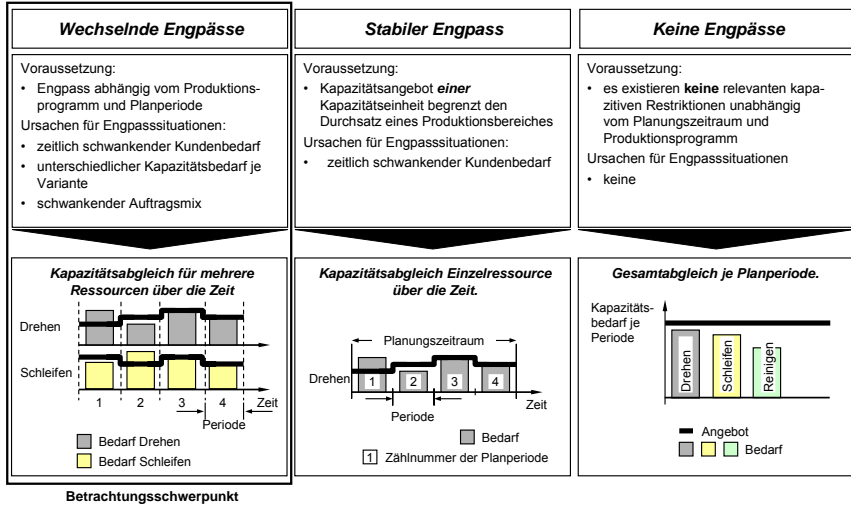 Wechselnde Engpässe
Voraussetzung:
• Engpass abhängig vom Produktions-
programm und Planperiode
Ursachen für Engpasssituationen:
• zeitlich schwankender Kundenbedarf
• unterschiedlicher Kapazitätsbedarf je
Variante
• schwankender Auftragsmix
Kapazitätsabgleich für mehrere
Ressourcen über die Zeit
Drehen
Schleifen
1 2 3 4 Zeit
Periode
Bedarf Drehen
Bedarf Schleifen
Betrachtungsschwerpunkt
Stabiler Engpass
Voraussetzung:
• Kapazitätsangebot einer
Kapazitätseinheit begrenzt den
Durchsatz eines Produktionsbereiches
Ursachen für Engpasssituationen:
• zeitlich schwankender Kundenbedarf
Kapazitätsabgleich Einzelressource
über die Zeit.
Planungszeitraum
Drehen 1 2 3 4
Periode Zeit
Bedarf
1 Zählnummer der Planperiode
Keine Engpässe
Voraussetzung:
• es existieren keine relevanten kapa-
zitiven Restriktionen unabhängig
vom Planungszeitraum und
Produktionsprogramm
Ursachen für Engpasssituationen
• keine
Gesamtabgleich je Planperiode.
Kapazitäts-
bedarf je
Periode
Drehen
Schleifen
Reinigen
Angebot
Bedarf